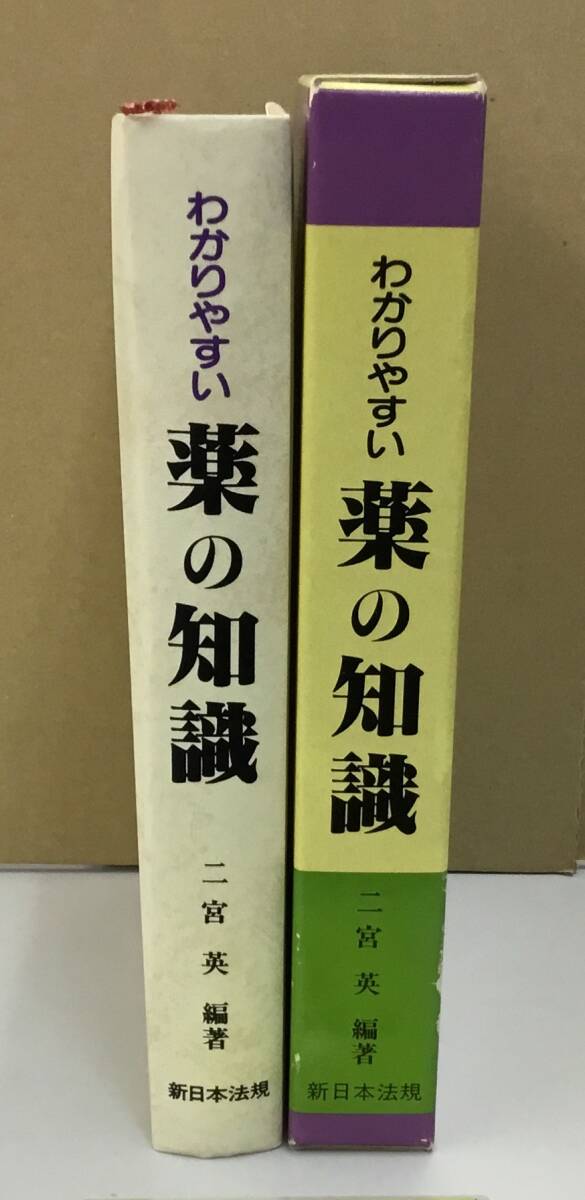 わかりやすい
薬の知識
二宮英 編著
新日本法規
わかりやすい
薬の知識
二宮英 編著
新日本法規